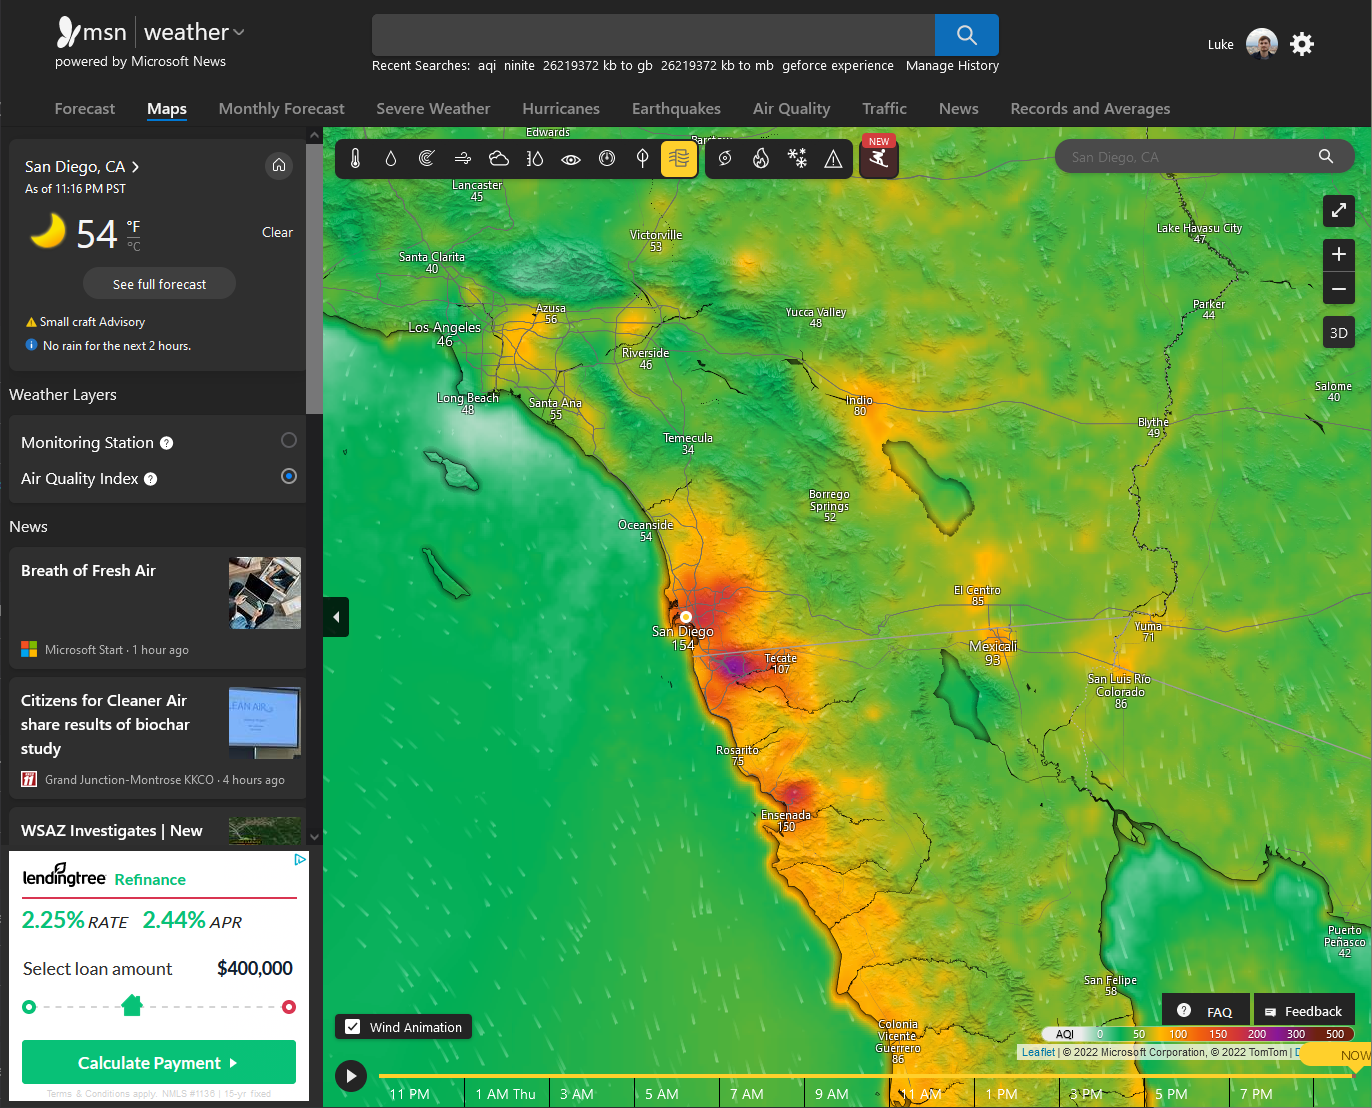 msn weather
powered by Microsoft News
Recent Searches: aqi ninite 26219372 kb to gb 26219372 kb to mb geforce experience Manage History
Luke
Forecast Maps Monthly Forecast Severe Weather Hurricanes Earthquakes Air Quality Traffic News Records and Averages
San Diego, CA
As of 11:16 PM PST
54 °F
°C
Clear
See full forecast
Small craft Advisory
No rain for the next 2 hours.
Weather Layers
Monitoring Station ?
Air Quality Index ?
News
Breath of Fresh Air
Microsoft Start · 1 hour ago
Citizens for Cleaner Air
share results of biochar
study
CLEAN AIR
Grand Junction-Montrose KKCO · 4 hours ago
WSAZ Investigates | New
lendingtree Refinance
2.25% RATE 2.44% APR
Select loan amount $400,000
Calculate Payment
Terms & Conditions apply. NMLS #1136 | 15-yr fixed
Edwards
Barstow
NEW
San Diego, CA
Lancaster
45
Victorville
53
Lake Havasu City
47
Santa Clarita
40
3D
Azusa
56
Yucca Valley
48
Parker
44
Los Angeles
46
Riverside
46
Salome
40
Long Beach
48
Santa Ana
55
Indio
80
Blythe
49
Temecula
34
Borrego
Springs
52
Oceanside
54
El Centro
85
San Diego
154
Yuma
71
Tecate
107
Mexicali
93
San Luis Río
Colorado
86
Rosarito
75
Ensenada
150
Puerto
Peñasco
42
San Felipe
58
Colonia
Vicente
Guerrero
86
FAQ
Feedback
Wind Animation
AQI 0 50 100 150 200 300 500
Leaflet | © 2022 Microsoft Corporation, © 2022 TomTom | D
NOW
11 PM 1 AM Thu 3 AM 5 AM 7 AM 9 AM 11 AM 1 PM 3 PM 5 PM 7 PM